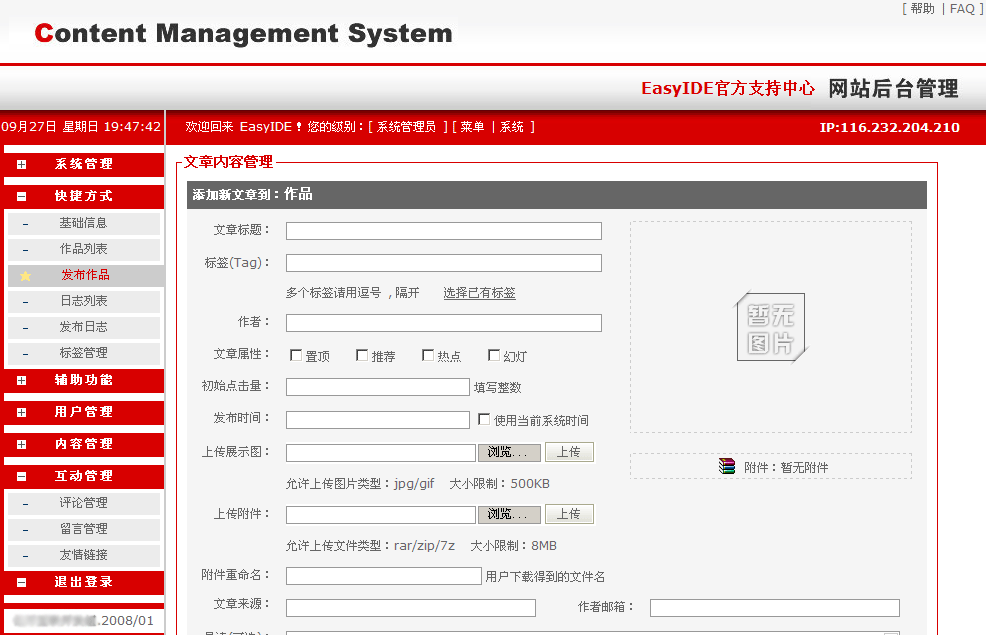 [ 帮助 | FAQ ]
Content Management System
EasyIDE官方支持中心 网站后台管理
09月27日 星期日 19:47:42 欢迎回来 EasyIDE！您的级别：[ 系统管理员 ] [ 菜单 | 系统 ] IP:116.232.204.210
系统管理
快捷方式
基础信息
作品列表
发布作品
日志列表
发布日志
标签管理
辅助功能
用户管理
内容管理
互动管理
评论管理
留言管理
友情链接
退出登录
.2008/01
文章内容管理
添加新文章到：作品
文章标题：
标签(Tag)：
多个标签请用逗号 , 隔开 选择已有标签
作者：
文章属性： 置顶 推荐 热点 幻灯
初始点击量： 填写整数
发布时间： 使用当前系统时间
上传展示图： 浏览... 上传
允许上传图片类型：jpg/gif 大小限制：500KB
上传附件： 浏览... 上传
允许上传文件类型：rar/zip/7z 大小限制：8MB
附件重命名： 用户下载得到的文件名
文章来源： 作者邮箱：
暂无
图片
附件：暂无附件